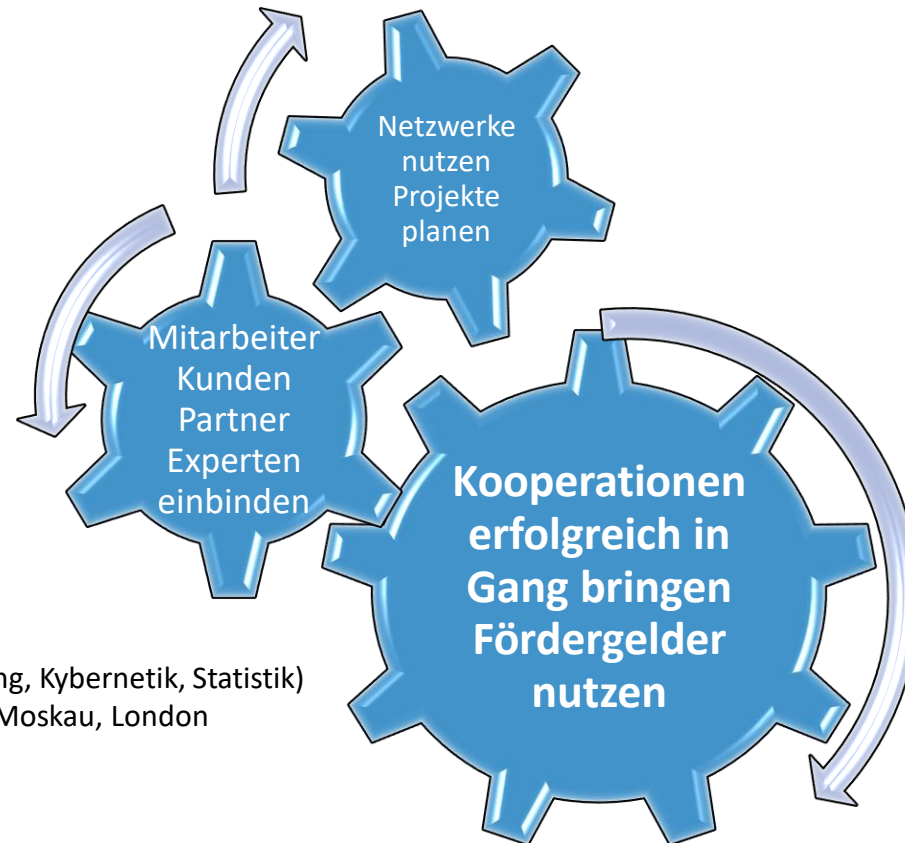 Netzwerke
nutzen
Projekte
planen
Mitarbeiter
Kunden
Partner
Experten
einbinden
Kooperationen
erfolgreich in
Gang bringen
Fördergelder
nutzen
Kybernetik, Statistik)
Moskau, London